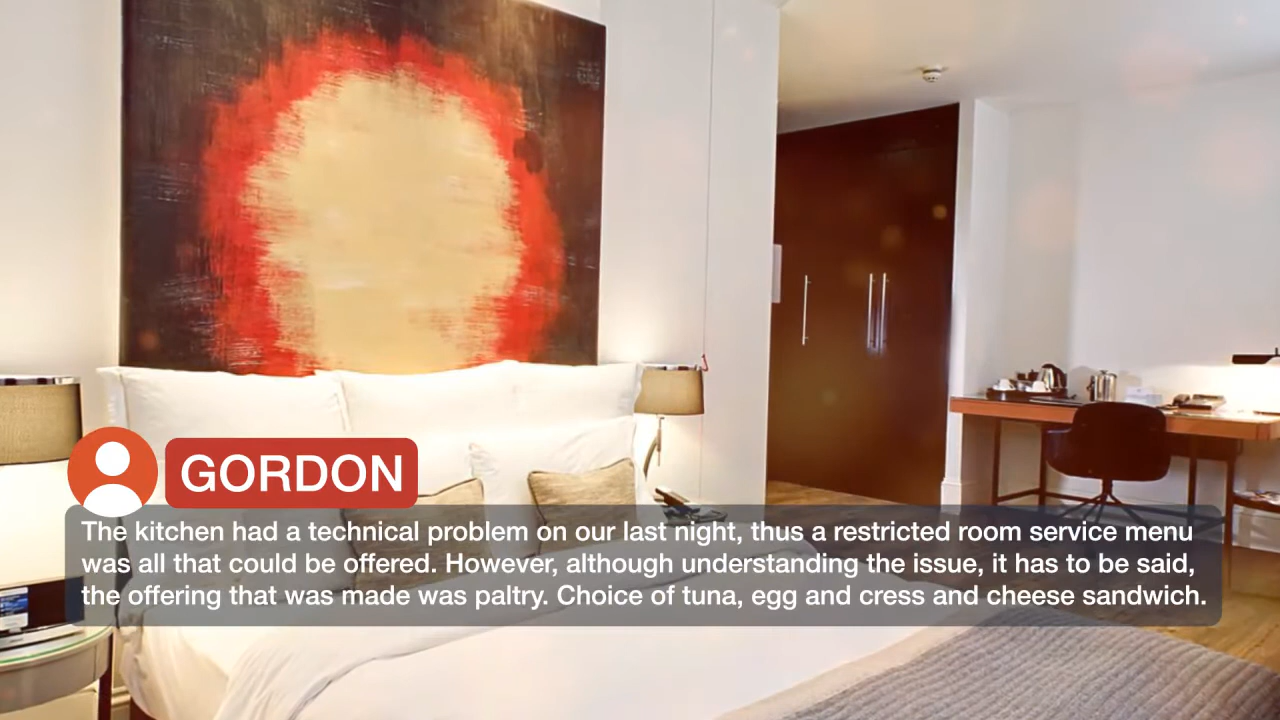 GORDON
The kitchen had a technical problem on our last night, thus a restricted room service menu
was all that could be offered. However, although understanding the issue, it has to be said,
the offering that was made was paltry. Choice of tuna, egg and cress and cheese sandwich.